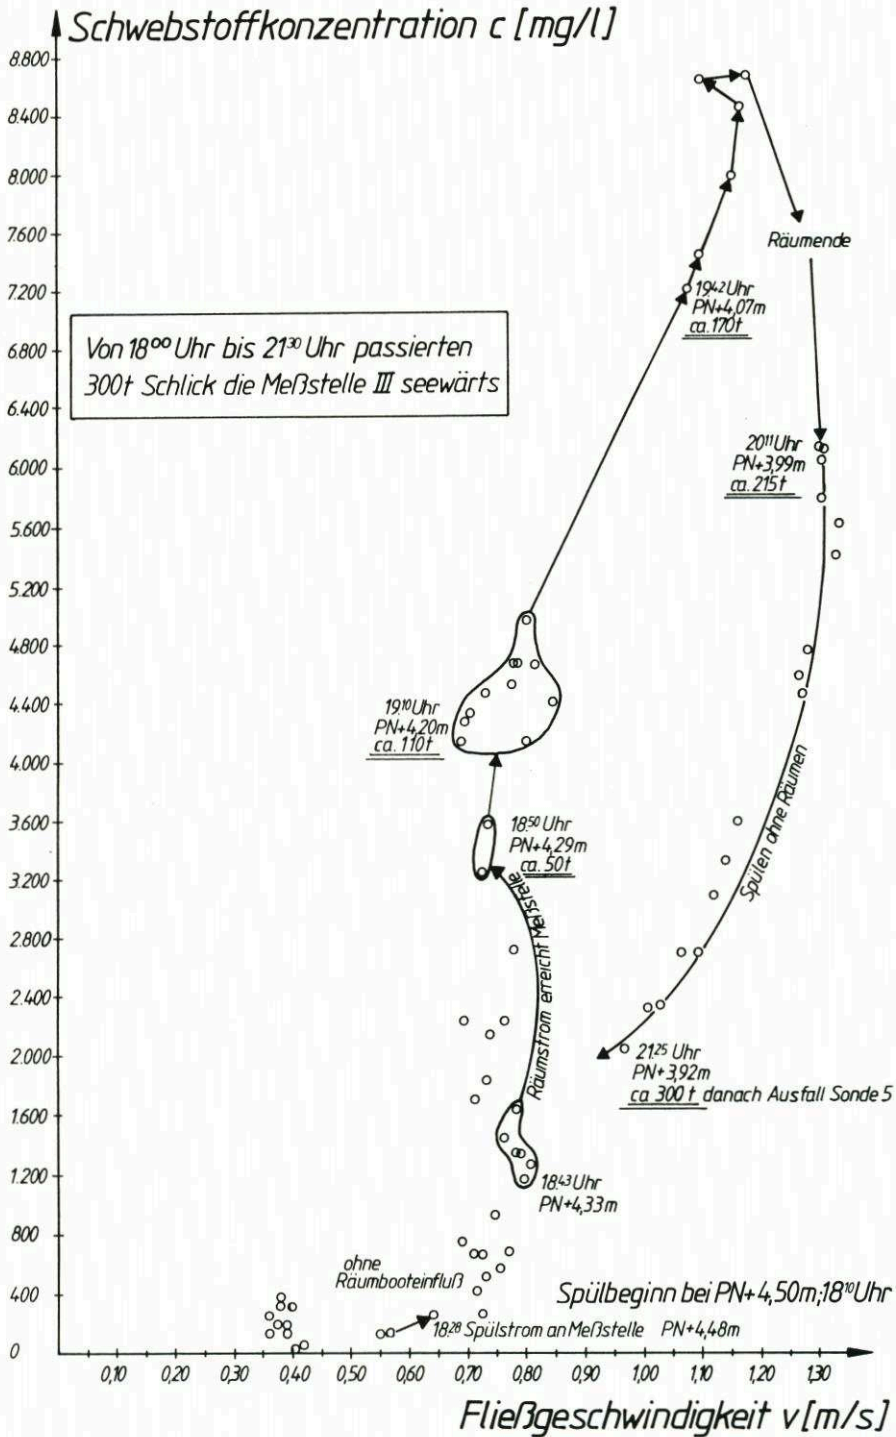 Schwebstoffkonzentration c [mg/l]
8.800
8.400
8.000
7.600
7.200
6.800
6.400
6.000
5.600
5.200
4.800
4.400
4.000
3.600
3.200
2.800
2.400
2.000
1.600
1.200
800
400
0
Räumende
19⁴² Uhr
PN+4,07m
ca. 170t
Von 18⁰⁰ Uhr bis 21³⁰ Uhr passierten
300t Schlick die Meßstelle III seewärts
20¹¹ Uhr
PN+3,99m
ca. 215t
19¹⁰ Uhr
PN+4,20m
ca. 110t
18⁵⁰ Uhr
PN+4,29m
ca. 50t
Räumstrom erreicht Meßstelle
Spülen ohne Räumen
21²⁵ Uhr
PN+3,92m
ca 300 t danach Ausfall Sonde 5
18⁴³ Uhr
PN+4,33m
ohne
Räumbooteinfluß
Spülbeginn bei PN+4,50m; 18¹⁰ Uhr
18²⁸ Spülstrom an Meßstelle PN+4,48m
0,10 0,20 0,30 0,40 0,50 0,60 0,70 0,80 0,90 1,00 1,10 1,20 1,30
Fließgeschwindigkeit v [m/s]